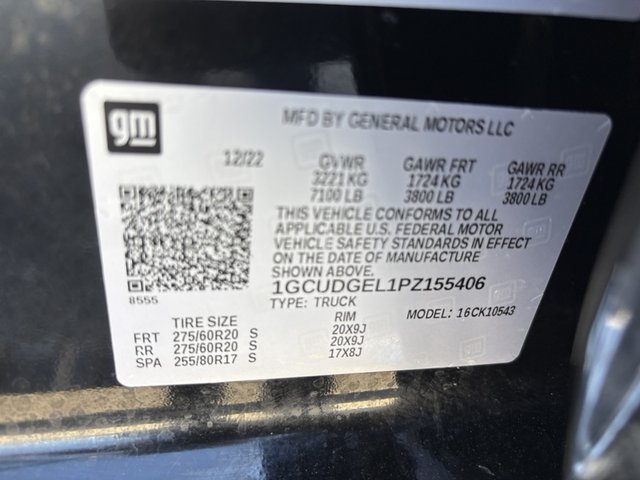 gm
MFD BY GENERAL MOTORS LLC
12/22 GVWR GAWR FRT GAWR RR
3221 KG 1724 KG 1724 KG
7100 LB 3800 LB 3800 LB
THIS VEHICLE CONFORMS TO ALL
APPLICABLE U.S. FEDERAL MOTOR
VEHICLE SAFETY STANDARDS IN EFFECT
ON THE DATE OF MANUFACTURE
SHOWN ABOVE.
8555
1GCUDGEL1PZ155406
TYPE: TRUCK
MODEL: 16CK10543
TIRE SIZE RIM
FRT 275/60R20 S 20X9J
RR 275/60R20 S 20X9J
SPA 255/80R17 S 17X8J